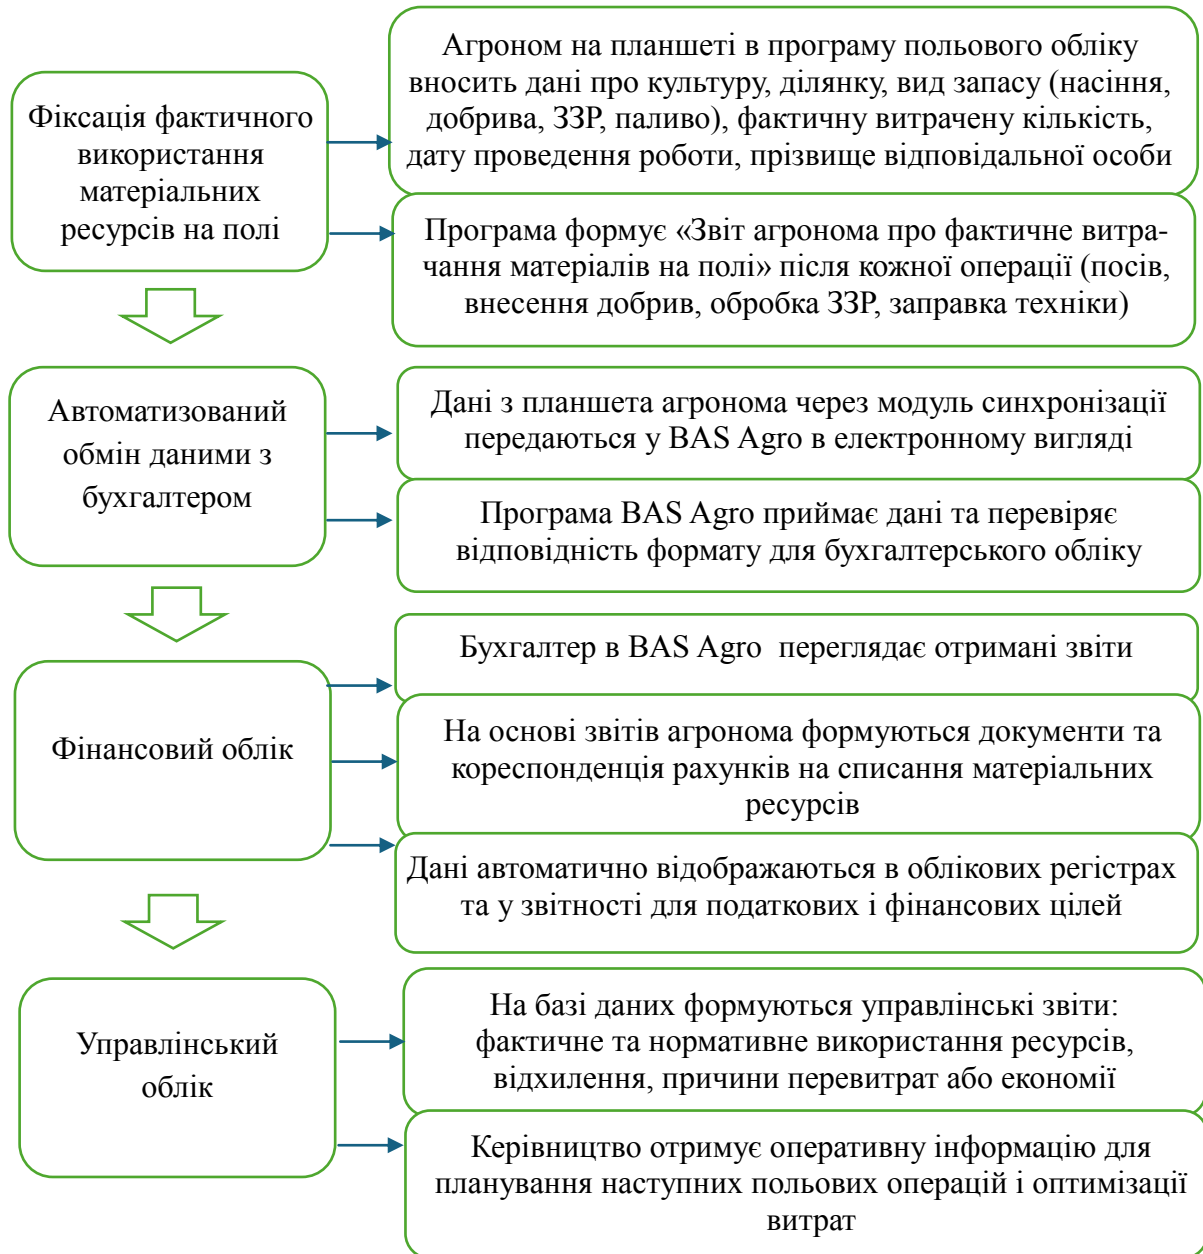 Фіксація фактичного
використання
матеріальних
ресурсів на полі
Агроном на планшеті в програму польового обліку
вносить дані про культуру, ділянку, вид запасу (насіння,
добрива, ЗЗР, паливо), фактичну витрачену кількість,
дату проведення роботи, прізвище відповідальної особи
Програма формує «Звіт агронома про фактичне витра-
чання матеріалів на полі» після кожної операції (посів,
внесення добрив, обробка ЗЗР, заправка техніки)
Автоматизований
обмін даними з
бухгалтером
Дані з планшета агронома через модуль синхронізації
передаються у BAS Agro в електронному вигляді
Програма BAS Agro приймає дані та перевіряє
відповідність формату для бухгалтерського обліку
Фінансовий облік
Бухгалтер в BAS Agro переглядає отримані звіти
На основі звітів агронома формуються документи та
кореспонденція рахунків на списання матеріальних
ресурсів
Дані автоматично відображаються в облікових регістрах
та у звітності для податкових і фінансових цілей
Управлінський
облік
На базі даних формуються управлінські звіти:
фактичне та нормативне використання ресурсів,
відхилення, причини перевитрат або економії
Керівництво отримує оперативну інформацію для
планування наступних польових операцій і оптимізації
витрат